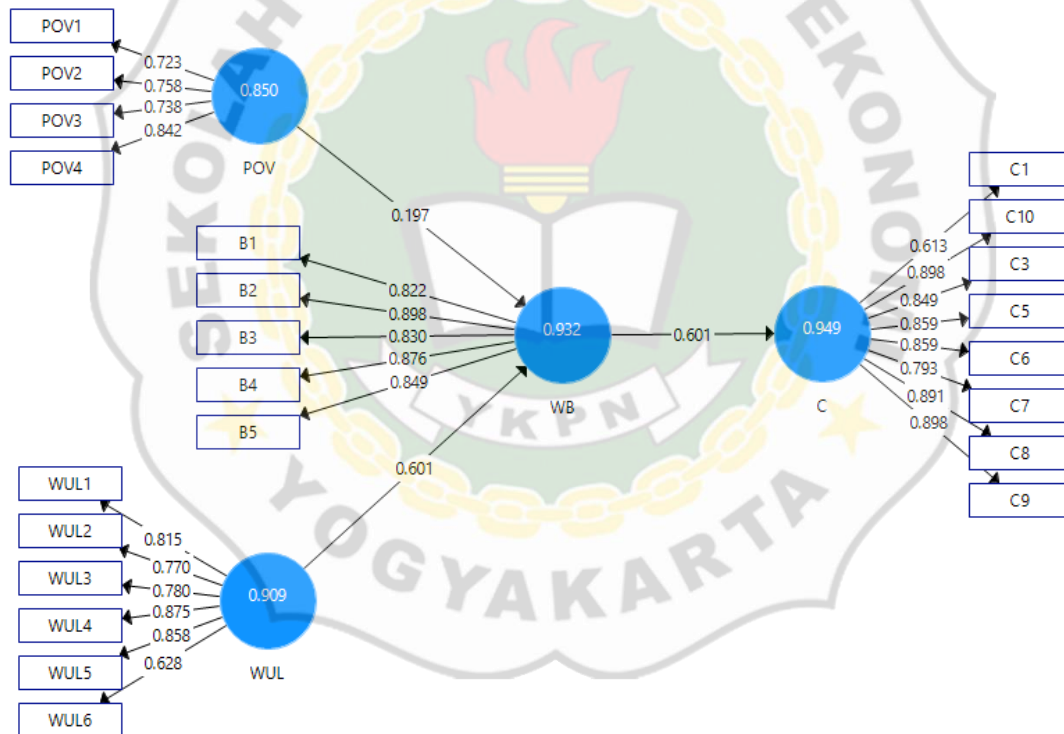 POV1
POV2
POV3
POV4
0.723
0.758
0.738
0.842
0.850
POV
0.197
B1
B2
B3
B4
B5
0.822
0.898
0.830
0.876
0.849
0.932
WB
0.601
0.949
C
0.613
0.898
0.849
0.859
0.859
0.793
0.891
0.898
C1
C10
C3
C5
C6
C7
C8
C9
WUL1
WUL2
WUL3
WUL4
WUL5
WUL6
0.815
0.770
0.780
0.875
0.858
0.628
0.909
WUL
0.601
SEKOLAH
EKONOMI
YKPN
YOGYAKARTA